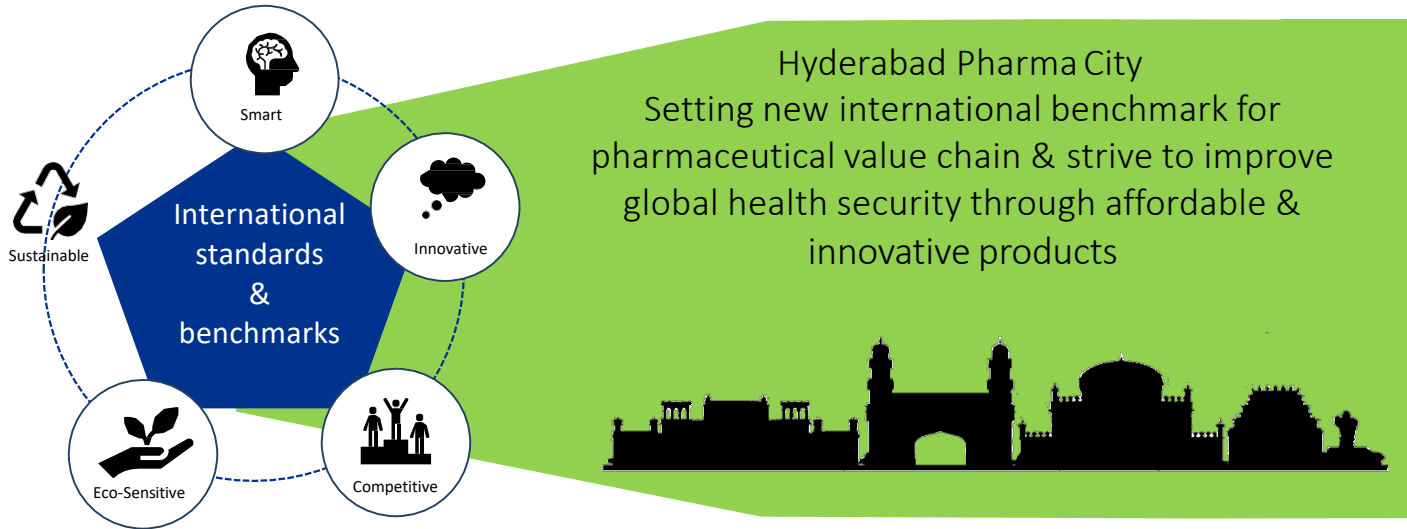 Smart
Innovative
Sustainable
International
standards
&
benchmarks
Eco-Sensitive
Competitive
Hyderabad Pharma City
Setting new international benchmark for
pharmaceutical value chain & strive to improve
global health security through affordable &
innovative products